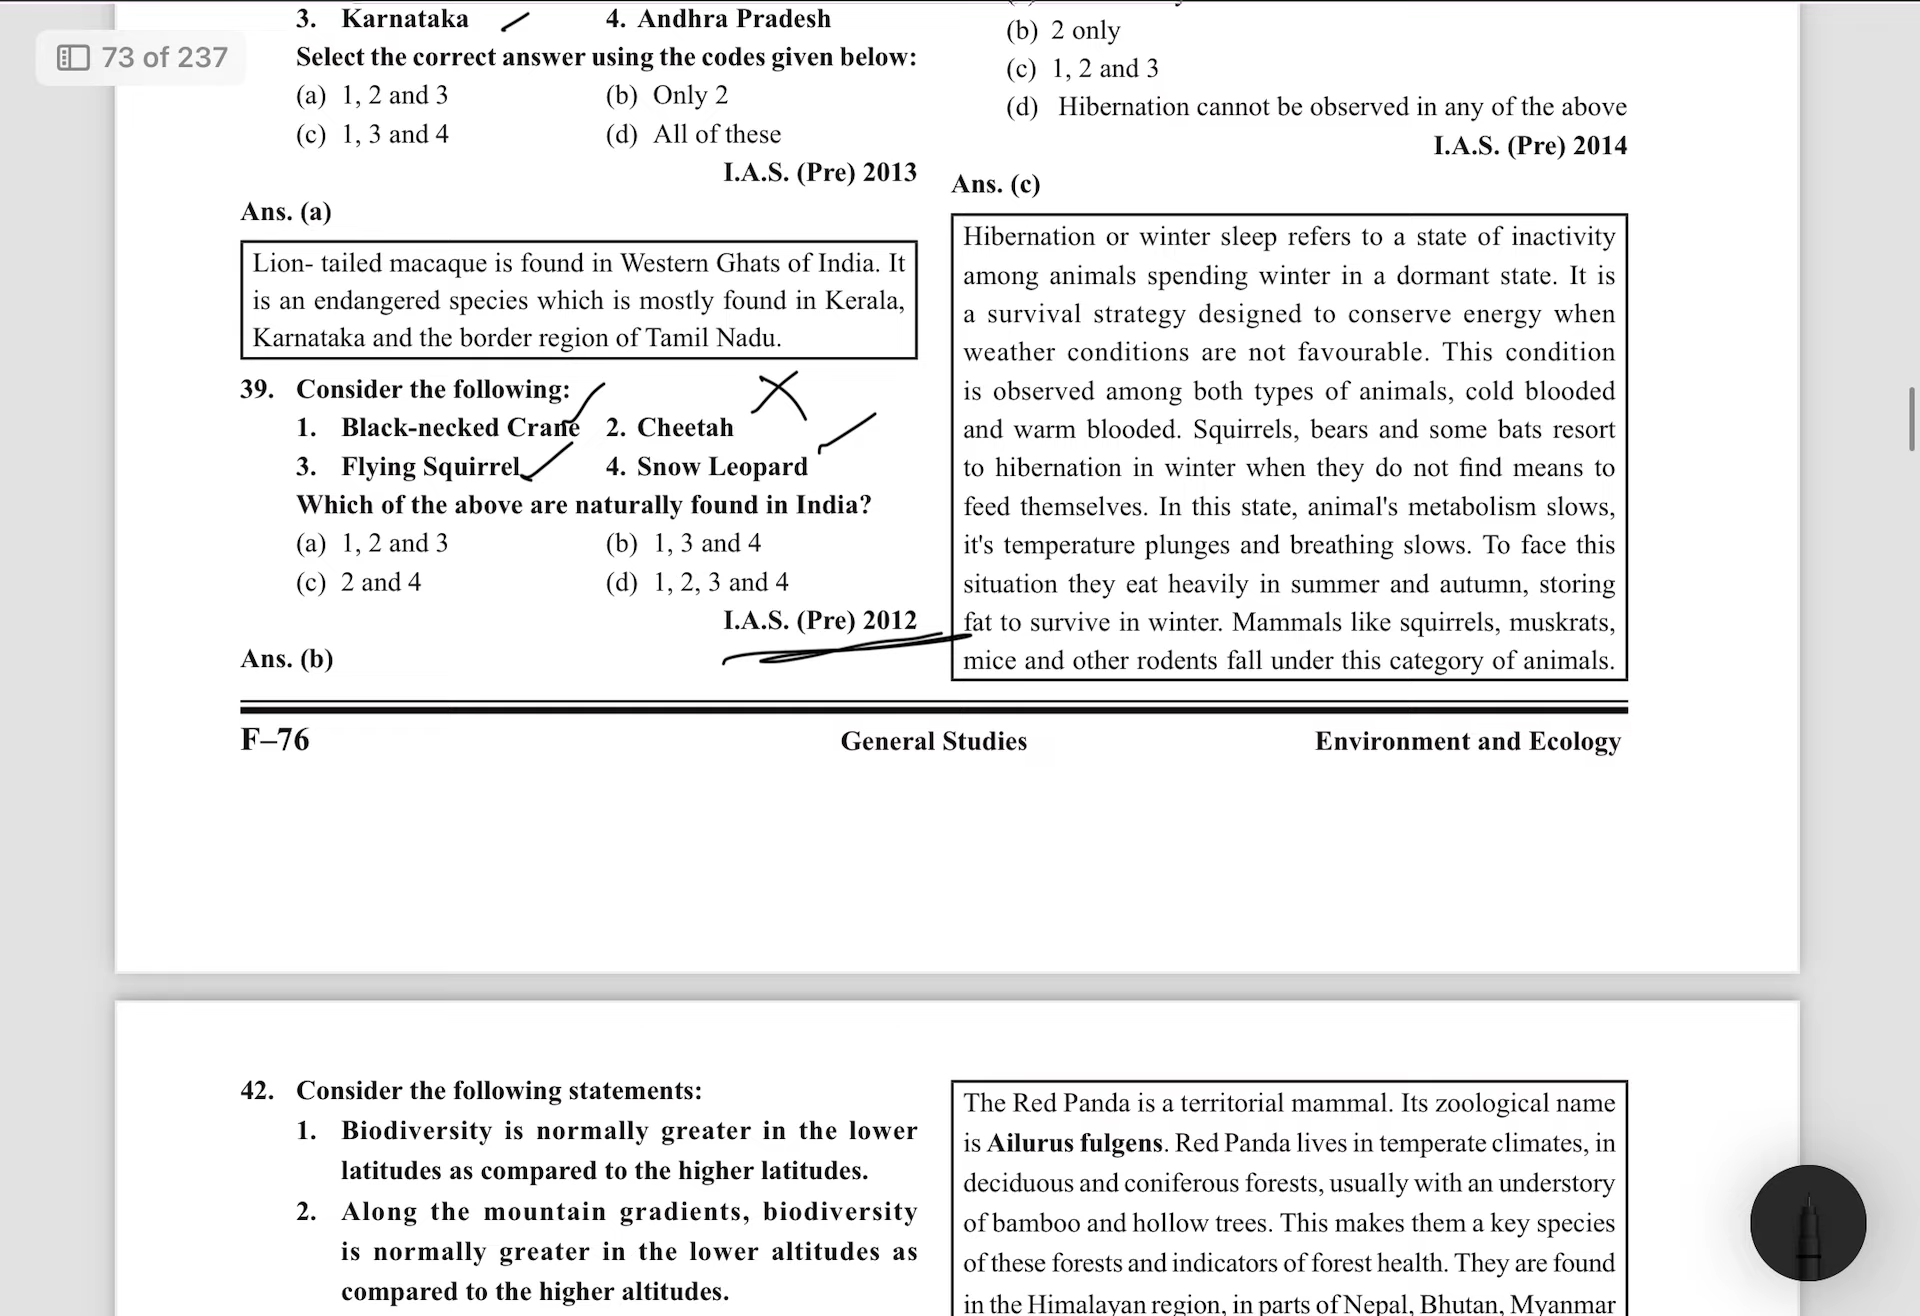 73 of 237
3. Karnataka 4. Andhra Pradesh
Select the correct answer using the codes given below:
(a) 1, 2 and 3 (b) Only 2
(c) 1, 3 and 4 (d) All of these
I.A.S. (Pre) 2013
Ans. (a)
Lion- tailed macaque is found in Western Ghats of India. It
is an endangered species which is mostly found in Kerala,
Karnataka and the border region of Tamil Nadu.
39. Consider the following:
1. Black-necked Crane 2. Cheetah
3. Flying Squirrel 4. Snow Leopard
Which of the above are naturally found in India?
(a) 1, 2 and 3 (b) 1, 3 and 4
(c) 2 and 4 (d) 1, 2, 3 and 4
I.A.S. (Pre) 2012
Ans. (b)
(b) 2 only
(c) 1, 2 and 3
(d) Hibernation cannot be observed in any of the above
I.A.S. (Pre) 2014
Ans. (c)
Hibernation or winter sleep refers to a state of inactivity
among animals spending winter in a dormant state. It is
a survival strategy designed to conserve energy when
weather conditions are not favourable. This condition
is observed among both types of animals, cold blooded
and warm blooded. Squirrels, bears and some bats resort
to hibernation in winter when they do not find means to
feed themselves. In this state, animal's metabolism slows,
it's temperature plunges and breathing slows. To face this
situation they eat heavily in summer and autumn, storing
fat to survive in winter. Mammals like squirrels, muskrats,
mice and other rodents fall under this category of animals.
F–76 General Studies Environment and Ecology
42. Consider the following statements:
1. Biodiversity is normally greater in the lower
latitudes as compared to the higher latitudes.
2. Along the mountain gradients, biodiversity
is normally greater in the lower altitudes as
compared to the higher altitudes.
The Red Panda is a territorial mammal. Its zoological name
is Ailurus fulgens. Red Panda lives in temperate climates, in
deciduous and coniferous forests, usually with an understory
of bamboo and hollow trees. This makes them a key species
of these forests and indicators of forest health. They are found
in the Himalayan region, in parts of Nepal, Bhutan, Myanmar